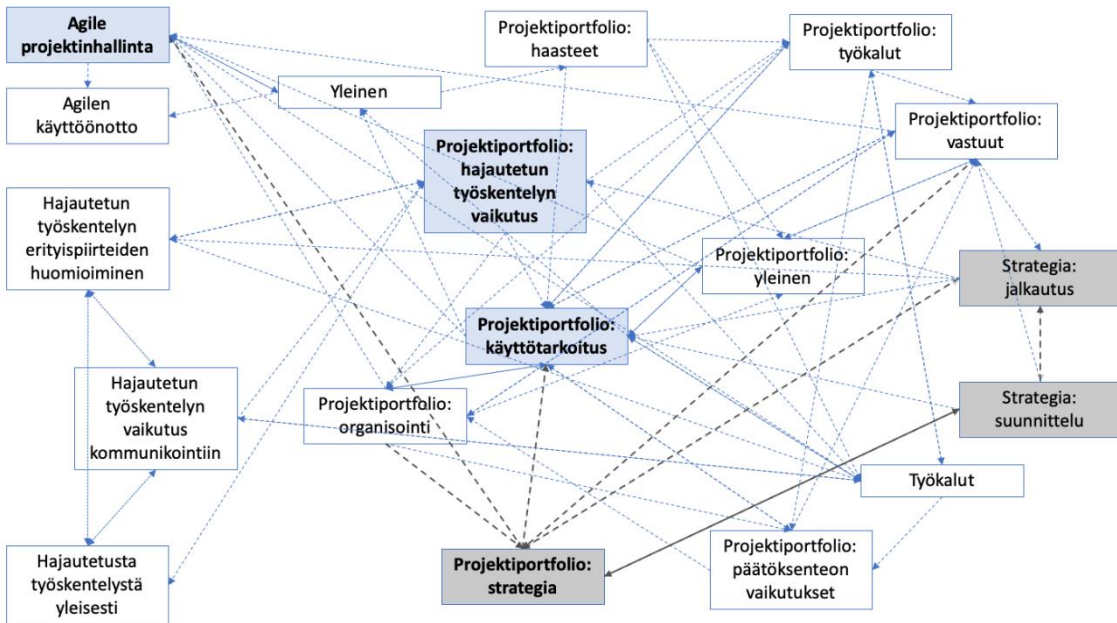 Agile
projektinhallinta
Projektiportfolio:
haasteet
Projektiportfolio:
työkalut
Agilen
käyttöönotto
Yleinen
Projektiportfolio:
vastuut
Projektiportfolio:
hajautetun
työskentelyn
vaikutus
Hajautetun
työskentelyn
erityispiirteiden
huomioiminen
Projektiportfolio:
yleinen
Strategia:
jalkautus
Projektiportfolio:
käyttötarkoitus
Hajautetun
työskentelyn
vaikutus
kommunikointiin
Projektiportfolio:
organisointi
Strategia:
suunnittelu
Työkalut
Hajautetusta
työskentelystä
yleisesti
Projektiportfolio:
strategia
Projektiportfolio:
päätöksenteon
vaikutukset